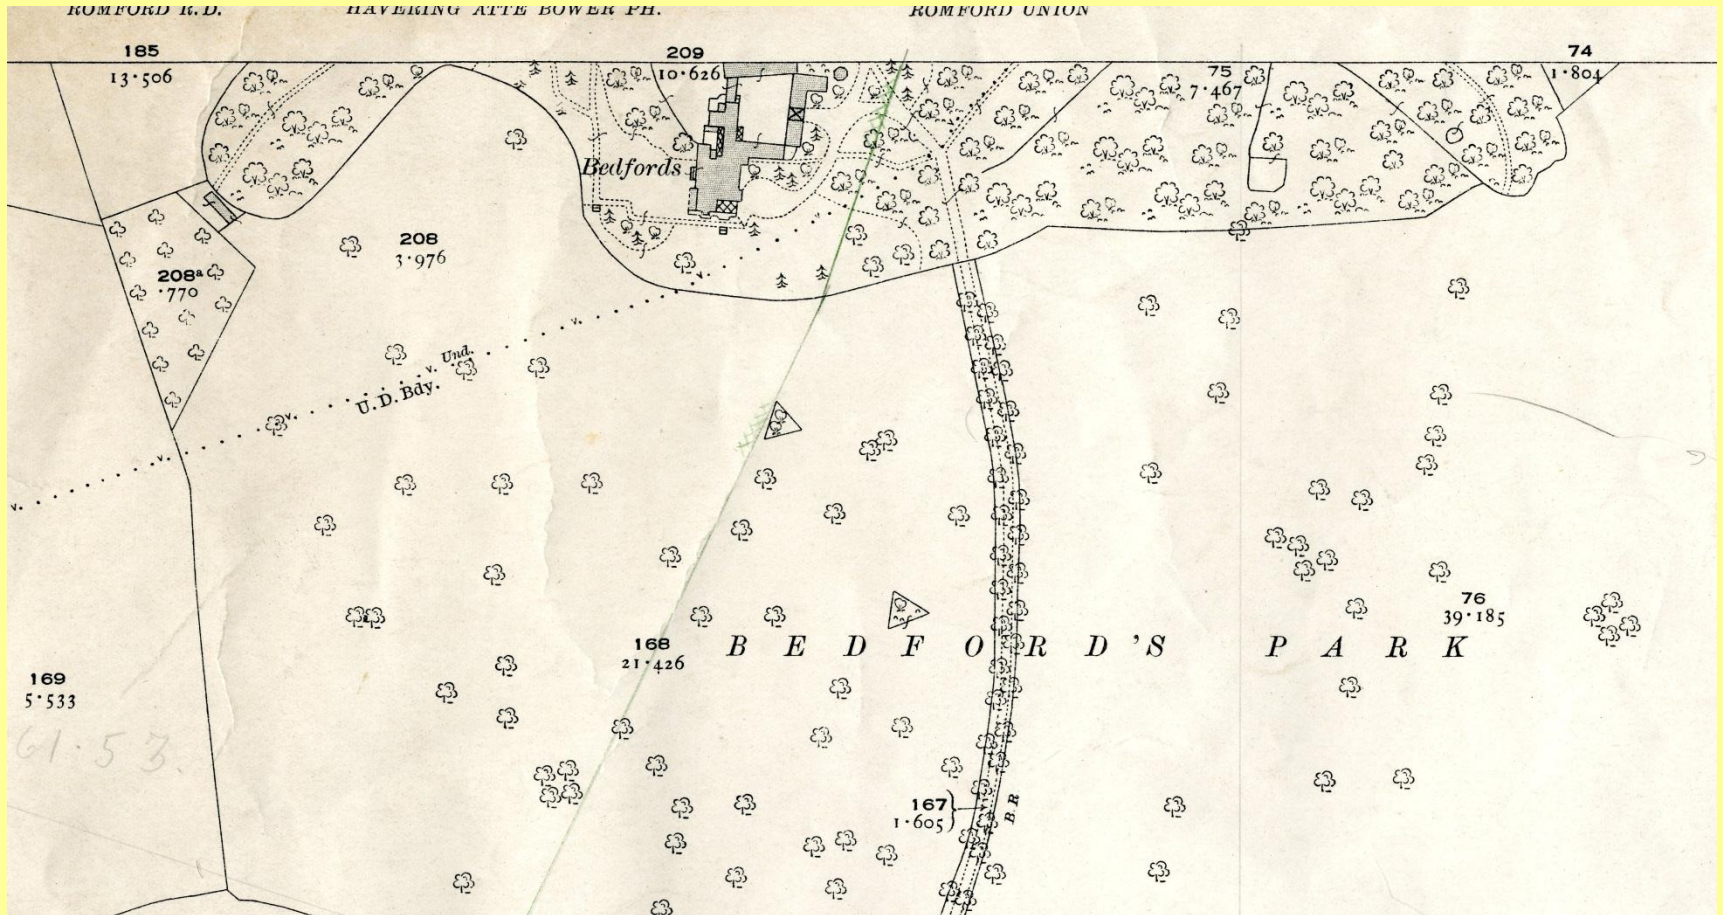 ROMFORD R.D. HAVERING ATTE BOWER PH. ROMFORD UNION
185
13·506
209
10·626
75
7·467
74
1·804
Bedfords
208
3·976
208a
·770
Und.
U.D. Bdy.
76
39·185
168
21·426
BEDFORD'S PARK
169
5·533
61·53.
167
1·605
B.R